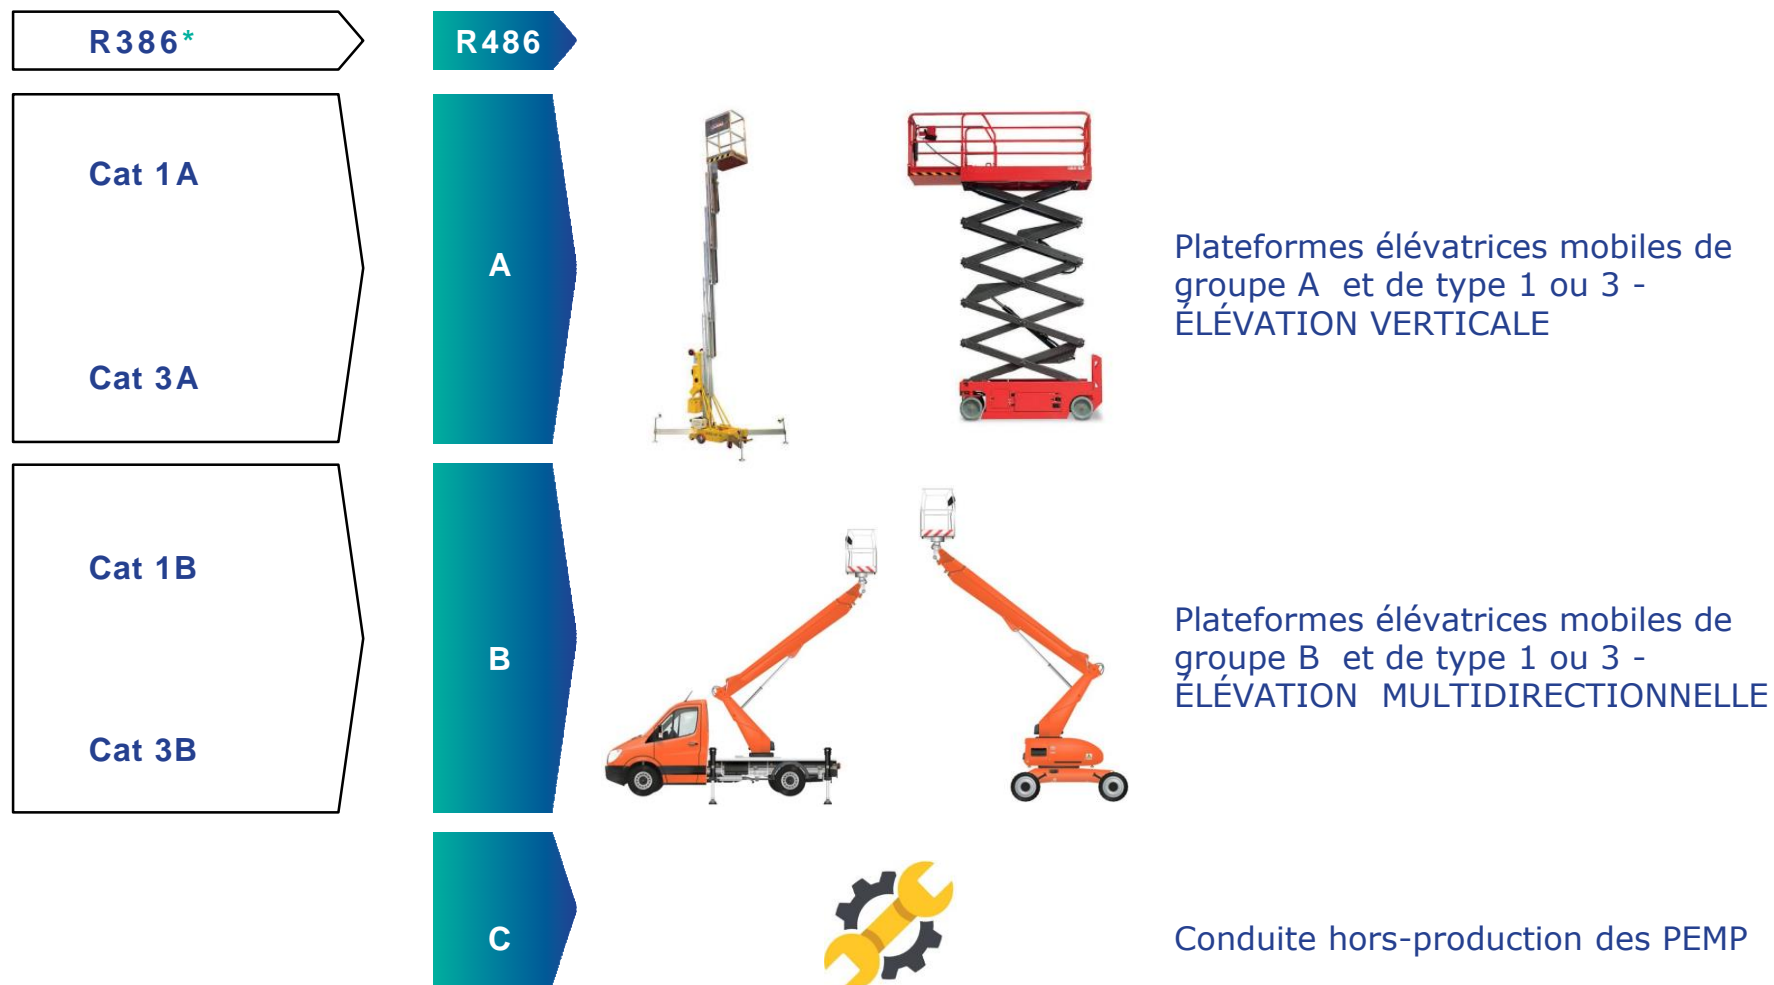 R386*
R486
Cat 1A
Cat 3A
A
Plateformes élévatrices mobiles de
groupe A et de type 1 ou 3 -
ÉLÉVATION VERTICALE
Cat 1B
Cat 3B
B
Plateformes élévatrices mobiles de
groupe B et de type 1 ou 3 -
ÉLÉVATION MULTIDIRECTIONNELLE
C
Conduite hors-production des PEMP